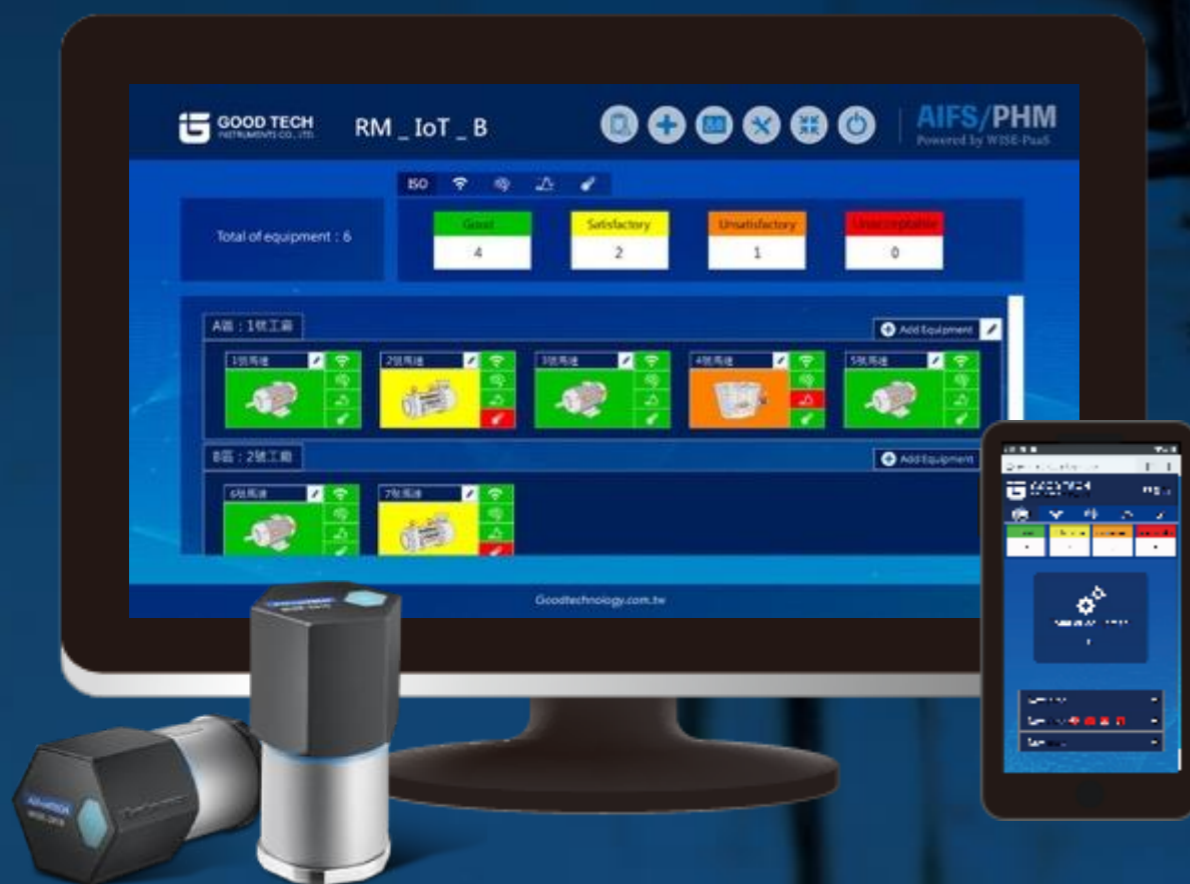 GOOD TECH
INSTRUMENTS CO., LTD.
RM _ IoT _ B
AIFS/PHM
Powered by WISE-PaaS
ISO
Total of equipment : 6
Good
4
Satisfactory
2
Unsatisfactory
1
Unacceptable
0
A區 : 1號工廠
Add Equipment
1號馬達
2號馬達
3號馬達
4號馬達
5號馬達
B區 : 2號工廠
Add Equipment
6號馬達
7號馬達
Goodtechnology.com.tw
GOOD TECH